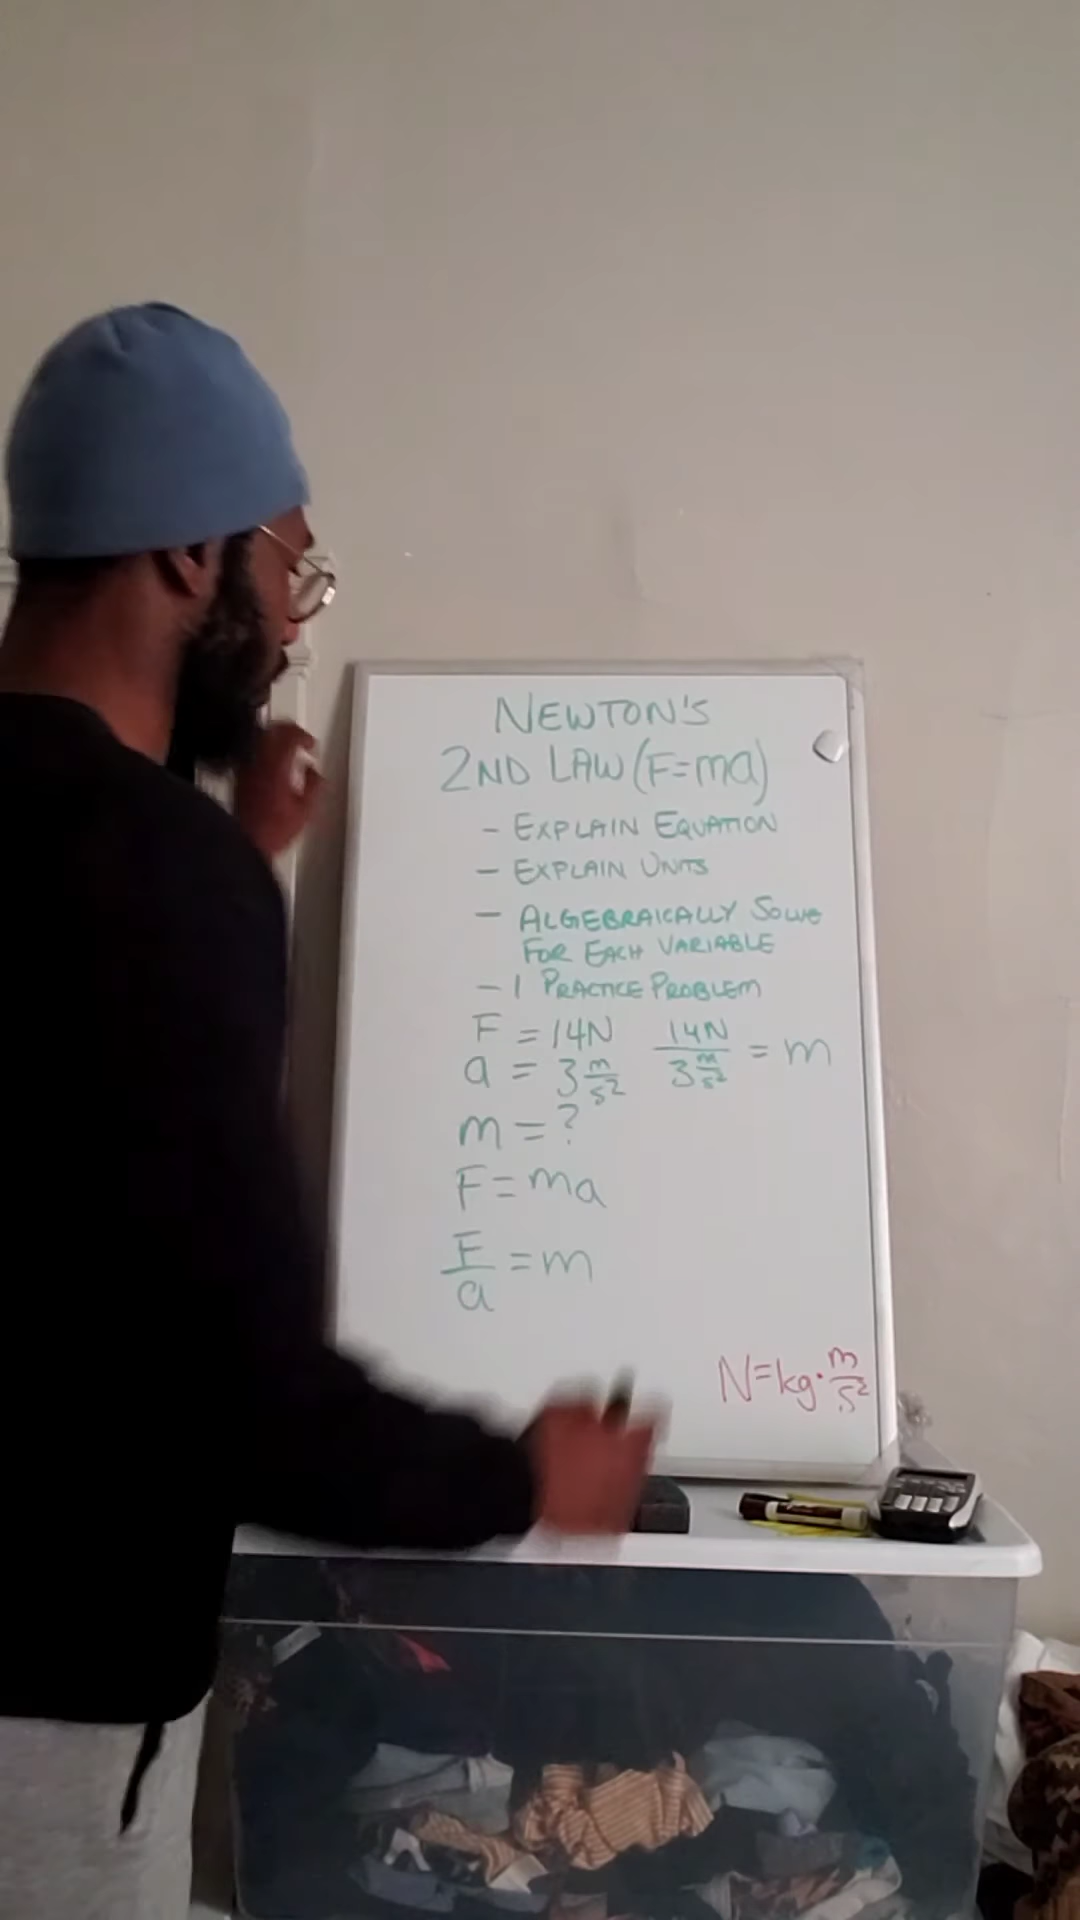 NEWTON'S
2ND LAW (F=ma)
- EXPLAIN EQUATION
- EXPLAIN UNITS
- ALGEBRAICALLY SOLVE
FOR EACH VARIABLE
- 1 PRACTICE PROBLEM
F = 14N
a = 3 m/s²
m = ?
F = ma
F/a = m
14N / 3 m/s² = m
N = kg · m/s²